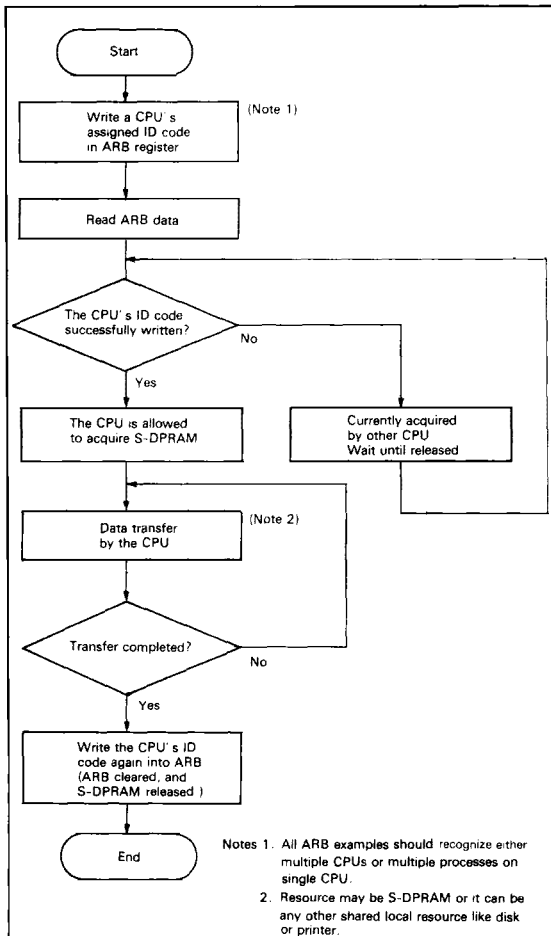 Start
Write a CPU's
assigned ID code
in ARB register
(Note 1)
Read ARB data
The CPU's ID code
successfully written?
No
Yes
The CPU is allowed
to acquire S-DPRAM
Currently acquired
by other CPU
Wait until released
Data transfer
by the CPU
(Note 2)
Transfer completed?
No
Yes
Write the CPU's ID
code again into ARB
(ARB cleared, and
S-DPRAM released )
End
Notes 1. All ARB examples should recognize either
multiple CPUs or multiple processes on
single CPU.
2. Resource may be S-DPRAM or it can be
any other shared local resource like disk
or printer.